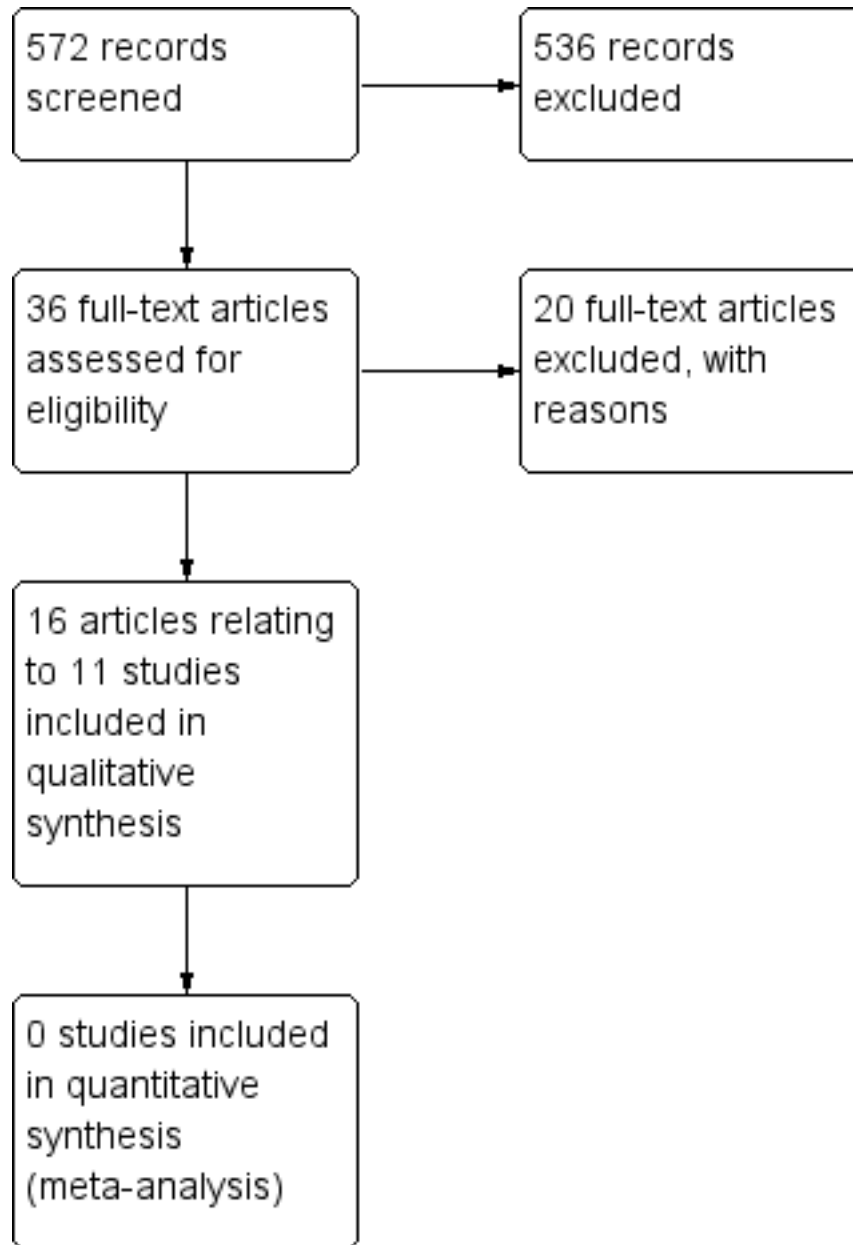 572 records
screened
536 records
excluded
36 full-text articles
assessed for
eligibility
20 full-text articles
excluded, with
reasons
16 articles relating
to 11 studies
included in
qualitative
synthesis
0 studies included
in quantitative
synthesis
(meta-analysis)